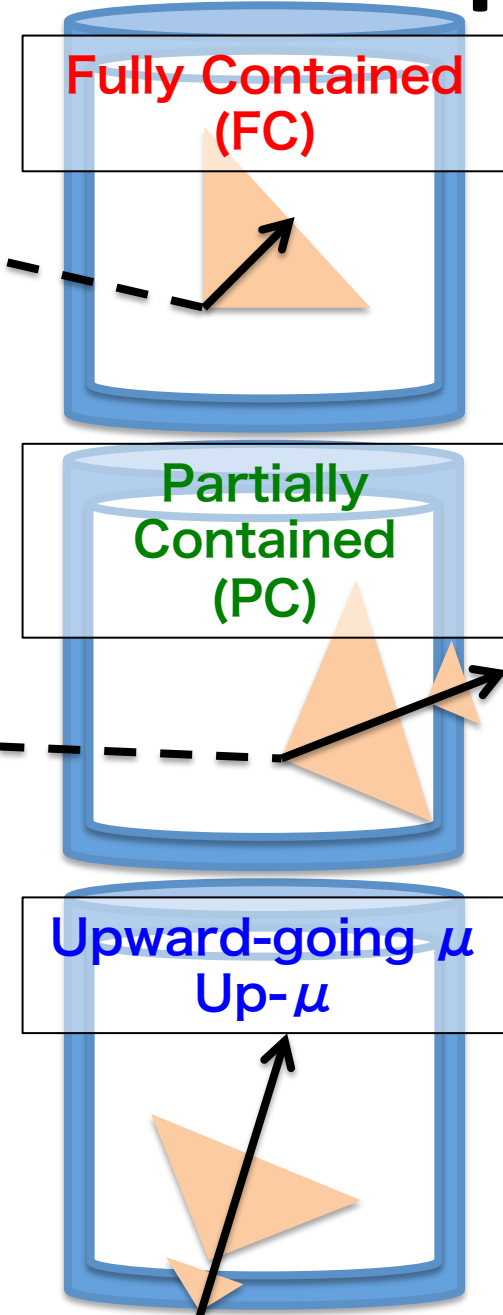 Fully Contained
(FC)
Partially
Contained
(PC)
Upward-going μ
Up-μ